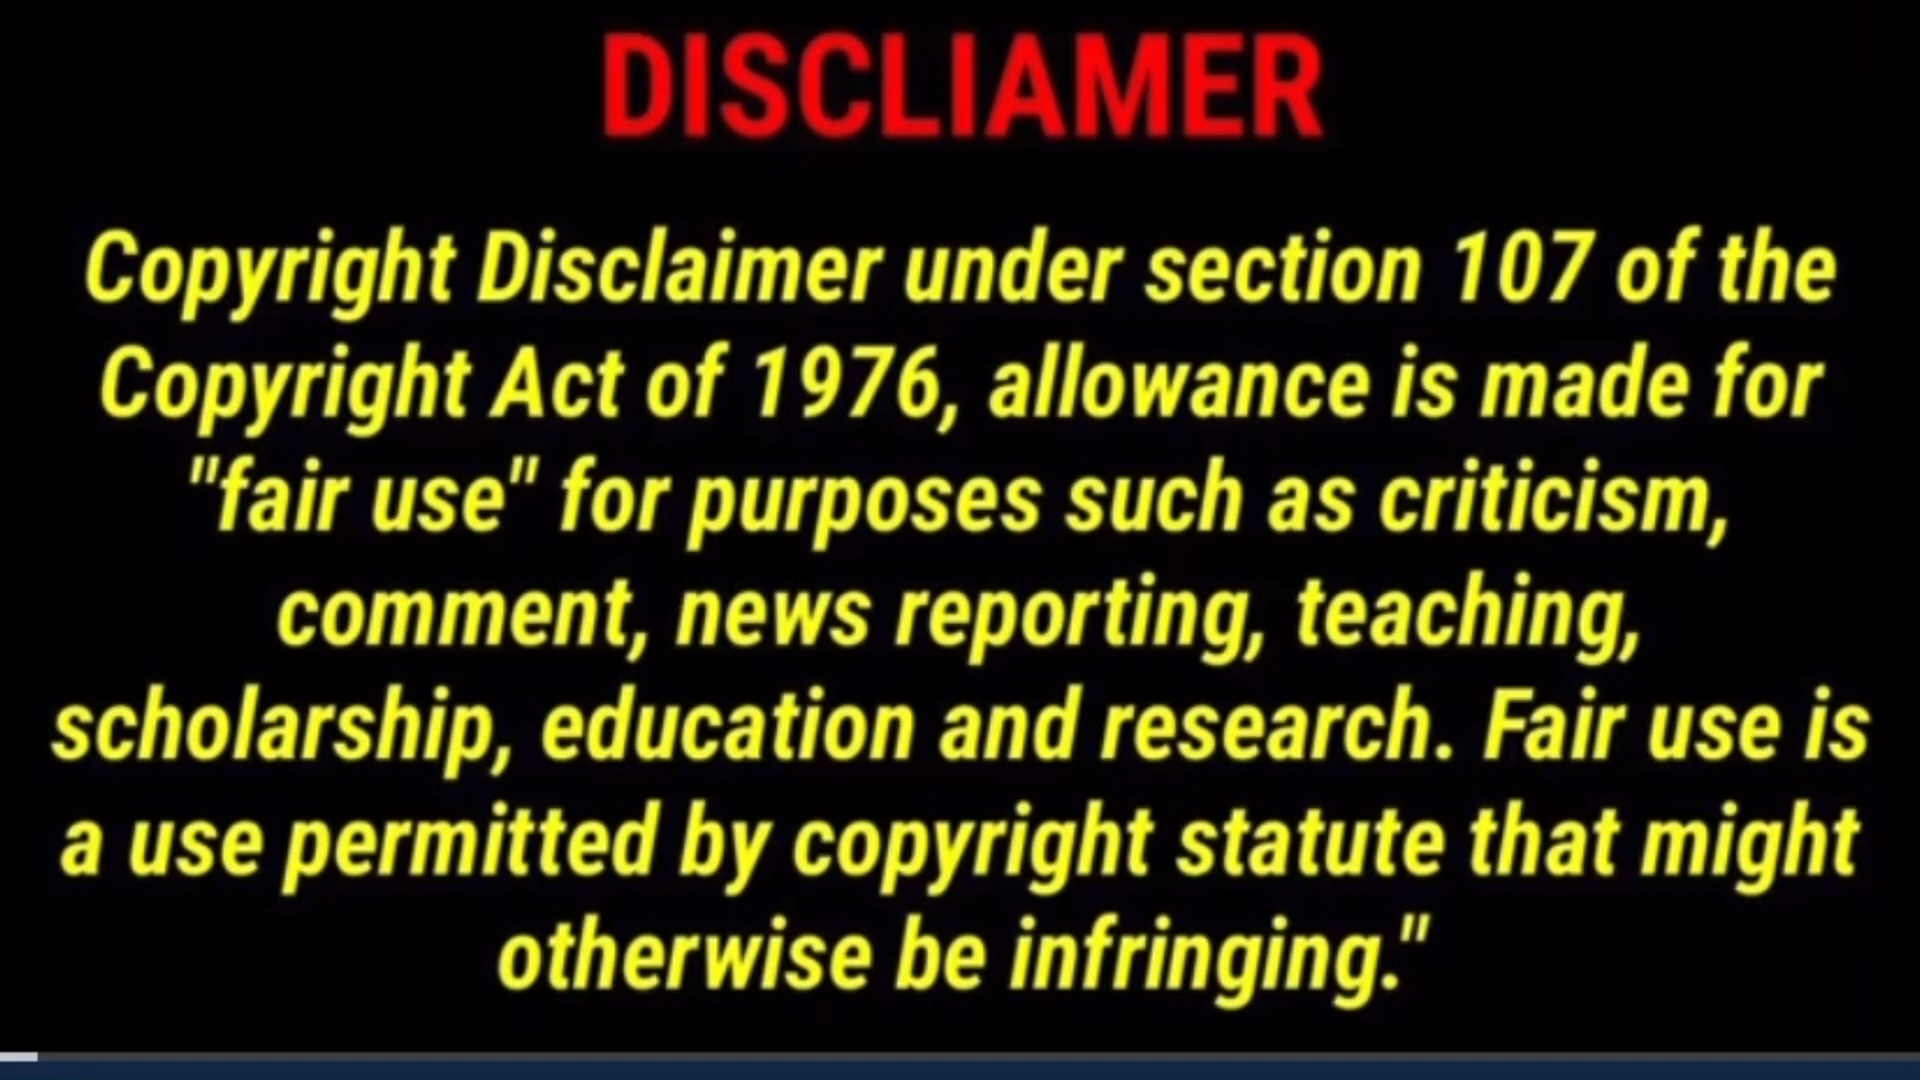 DISCLIAMER
Copyright Disclaimer under section 107 of the
Copyright Act of 1976, allowance is made for
"fair use" for purposes such as criticism,
comment, news reporting, teaching,
scholarship, education and research. Fair use is
a use permitted by copyright statute that might
otherwise be infringing."